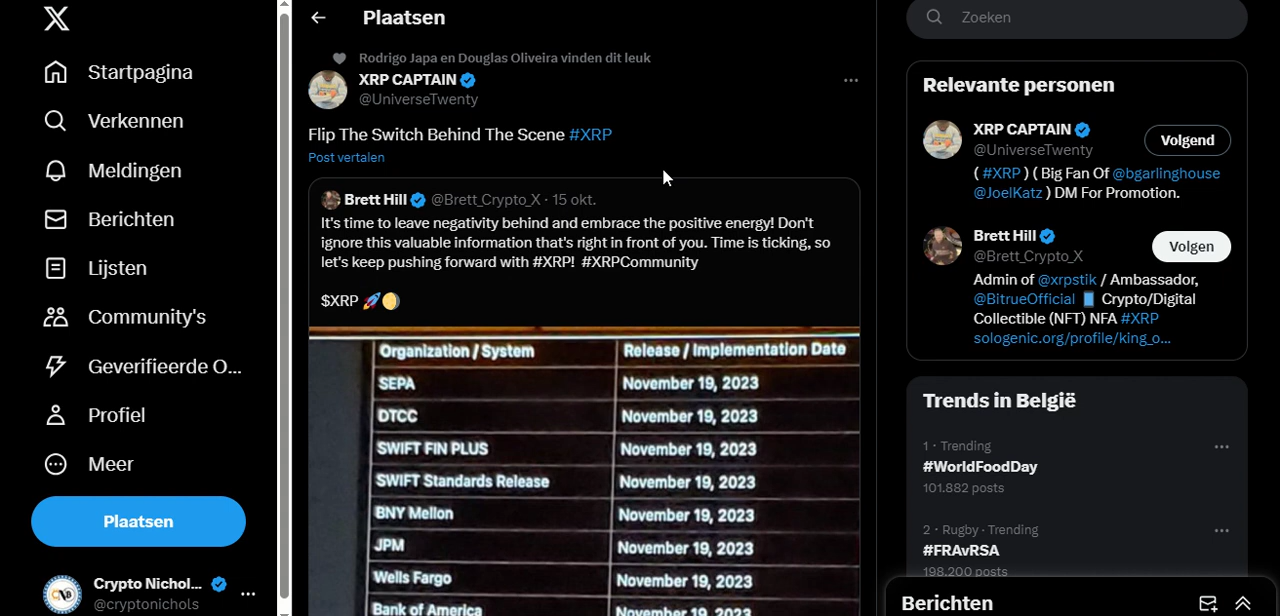 Startpagina
Verkennen
Meldingen
Berichten
Lijsten
Community's
Geverifieerde O...
Profiel
Meer
Plaatsen
Crypto Nichol...
@cryptonichols
Plaatsen
Rodrigo Japa en Douglas Oliveira vinden dit leuk
XRP CAPTAIN
@UniverseTwenty
Flip The Switch Behind The Scene #XRP
Post vertalen
Brett Hill @Brett_Crypto_X · 15 okt.
It's time to leave negativity behind and embrace the positive energy! Don't
ignore this valuable information that's right in front of you. Time is ticking, so
let's keep pushing forward with #XRP! #XRPCommunity
$XRP 🚀🌖
Organization / System Release / Implementation Date
SEPA November 19, 2023
DTCC November 19, 2023
SWIFT FIN PLUS November 19, 2023
SWIFT Standards Release November 19, 2023
BNY Mellon November 19, 2023
JPM November 19, 2023
Wells Fargo November 19, 2023
Bank of America November 19, 2023
Zoeken
Relevante personen
XRP CAPTAIN
@UniverseTwenty
Volgend
( #XRP ) ( Big Fan Of @bgarlinghouse
@JoelKatz ) DM For Promotion.
Brett Hill
@Brett_Crypto_X
Volgen
Admin of @xrpstik / Ambassador,
@BitrueOfficial 📘 Crypto/Digital
Collectible (NFT) NFA #XRP
sologenic.org/profile/king_o...
Trends in België
1 · Trending
#WorldFoodDay
101.882 posts
2 · Rugby · Trending
#FRAvRSA
198.200 posts
Berichten